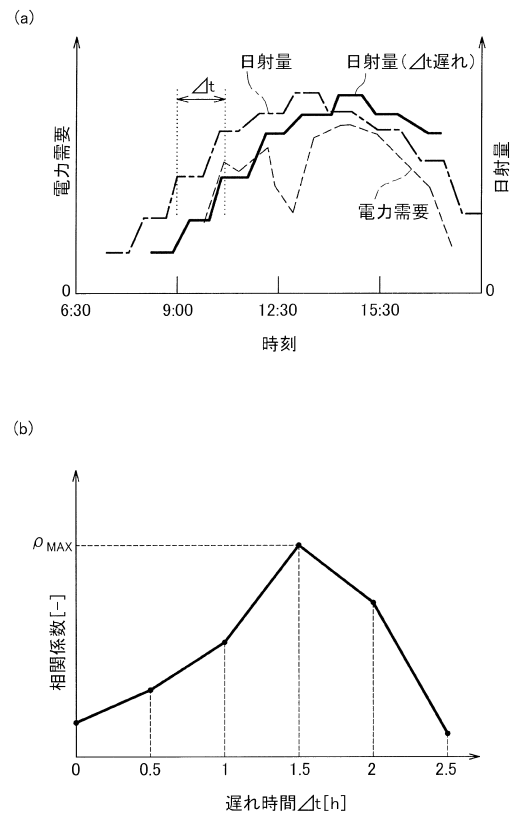 (a)
日射量
日射量(⊿t遅れ)
⊿t
電力需要
日射量
電力需要
0
0
6:30
9:00
12:30
15:30
時刻
(b)
ρMAX
相関係数[-]
0
0.5
1
1.5
2
2.5
遅れ時間⊿t[h]